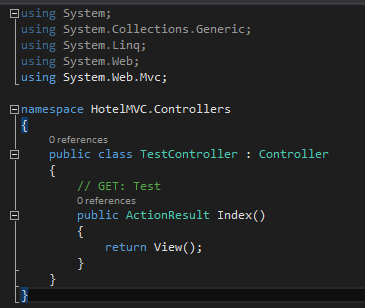 using System;
using System.Collections.Generic;
using System.Linq;
using System.Web;
using System.Web.Mvc;
namespace HotelMVC.Controllers
{
0 references
public class TestController : Controller
{
// GET: Test
0 references
public ActionResult Index()
{
return View();
}
}
}